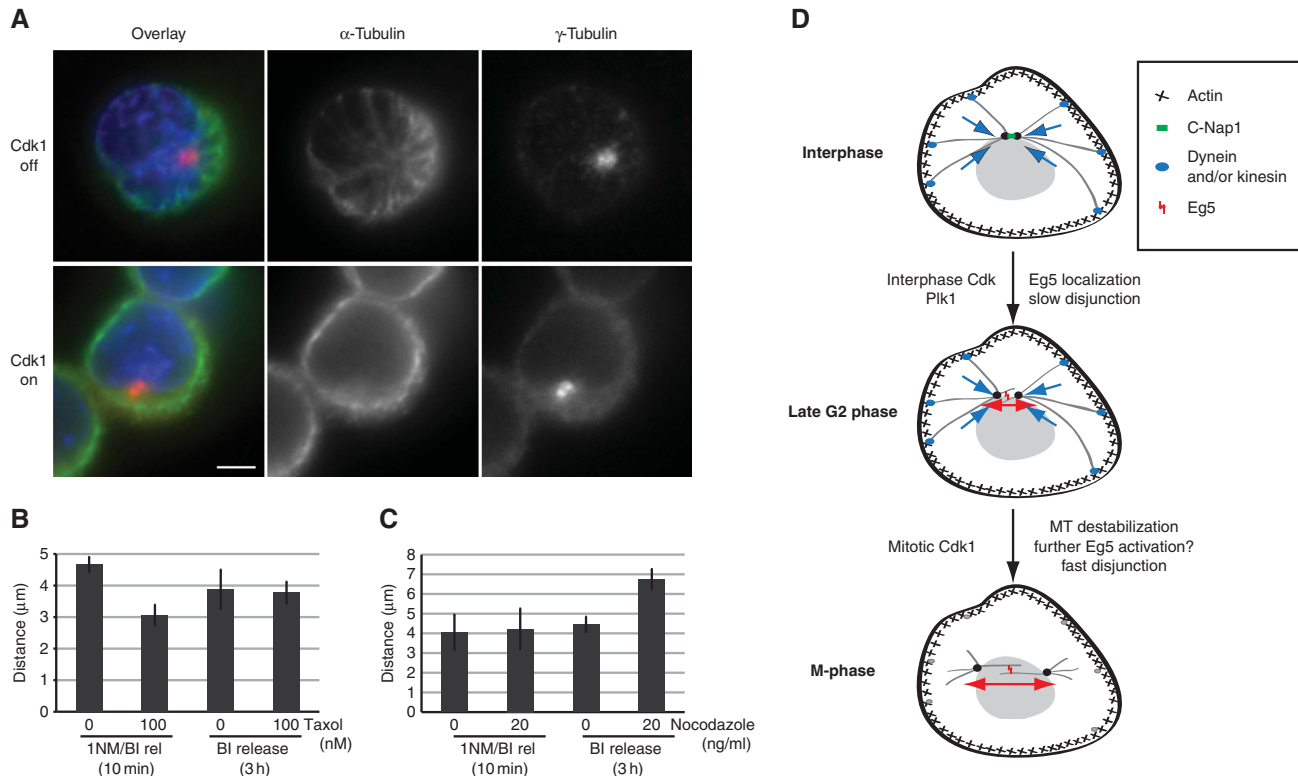 A
Overlay
α-Tubulin
γ-Tubulin
Cdk1
off
Cdk1
on
B
Distance (μm)
5
4
3
2
1
0
0
100
0
100
Taxol
(nM)
1NM/BI rel
(10 min)
BI release
(3 h)
C
Distance (μm)
8
7
6
5
4
3
2
1
0
0
20
0
20
Nocodazole
(ng/ml)
1NM/BI rel
(10 min)
BI release
(3 h)
D
Actin
C-Nap1
Dynein
and/or kinesin
Eg5
Interphase
Interphase Cdk
Plk1
Eg5 localization
slow disjunction
Late G2 phase
Mitotic Cdk1
MT destabilization
further Eg5 activation?
fast disjunction
M-phase